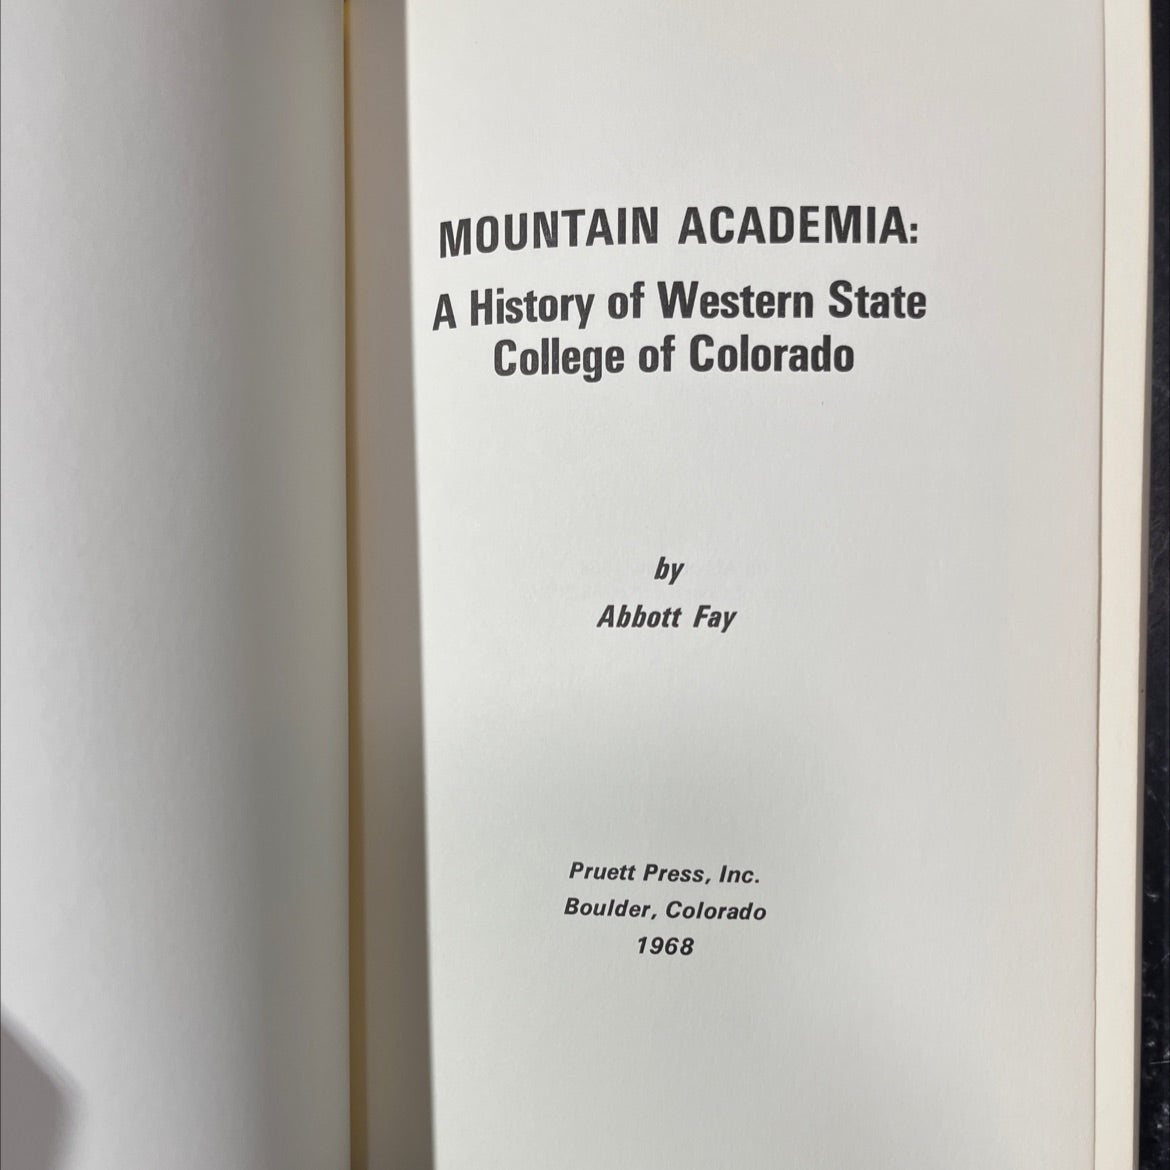 MOUNTAIN ACADEMIA:
A History of Western State
College of Colorado
by
Abbott Fay
Pruett Press, Inc.
Boulder, Colorado
1968